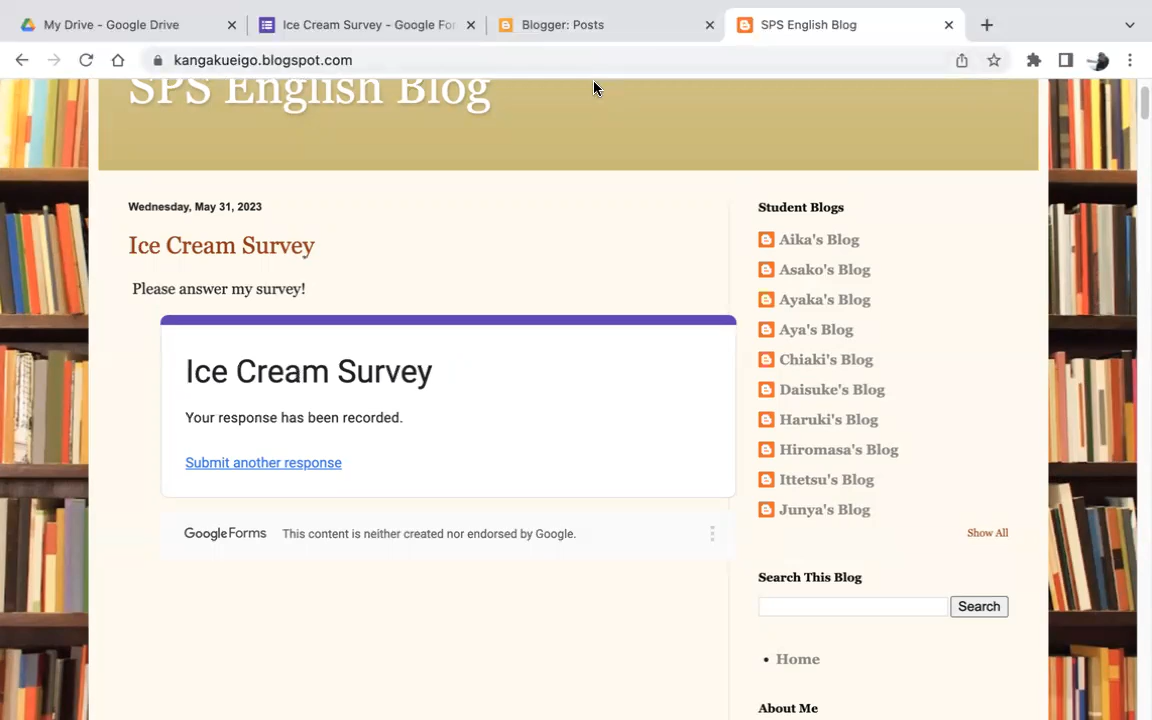 My Drive - Google Drive
Ice Cream Survey - Google For
Blogger: Posts
SPS English Blog
kangakueigo.blogspot.com
SPS English Blog
Wednesday, May 31, 2023
Ice Cream Survey
Please answer my survey!
Ice Cream Survey
Your response has been recorded.
Submit another response
Google Forms
This content is neither created nor endorsed by Google.
Student Blogs
Aika's Blog
Asako's Blog
Ayaka's Blog
Aya's Blog
Chiaki's Blog
Daisuke's Blog
Haruki's Blog
Hiromasa's Blog
Ittetsu's Blog
Junya's Blog
Show All
Search This Blog
Search
Home
About Me